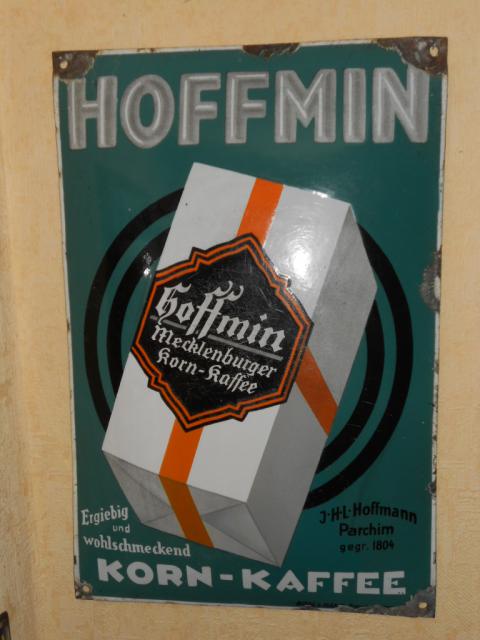 HOFFMIN
Hoffmin
Mecklenburger
Korn-Kaffee
Ergiebig
und
wohlschmeckend
J·H·L·Hoffmann
Parchim
gegr. 1804
KORN-KAFFEE